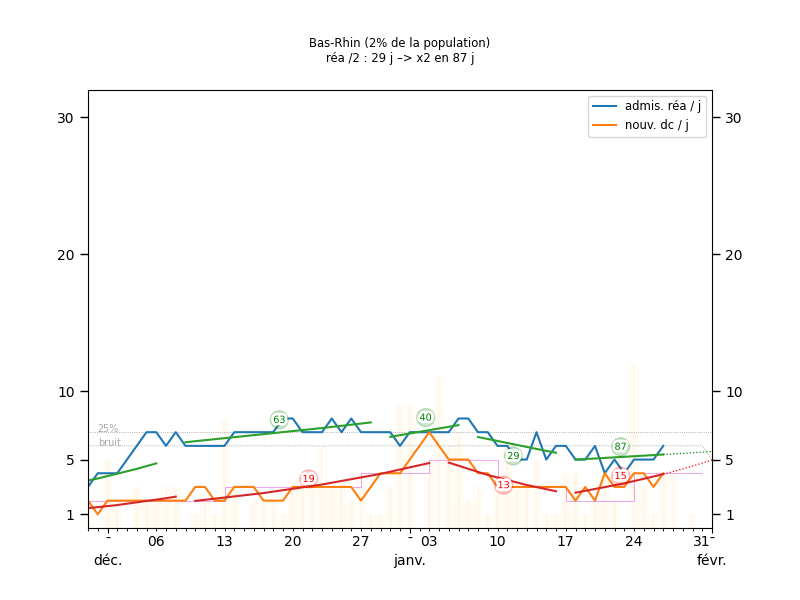 Bas-Rhin (2% de la population)
réa /2 : 29 j –> x2 en 87 j
admis. réa / j
nouv. dc / j
30 30
20 20
10 10
5 5
1 1
25%
bruit
63
40
29
87
19
13
15
06 13 20 27 03 10 17 24 31
déc. janv. févr.